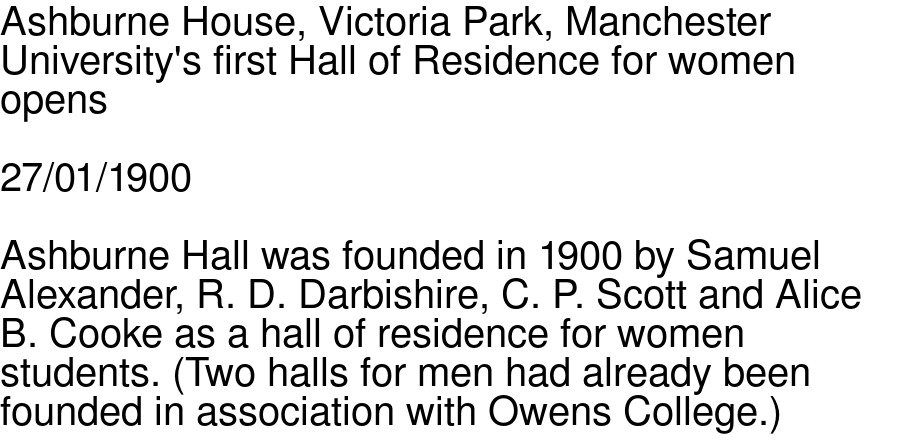 Ashburne House, Victoria Park, Manchester
University's first Hall of Residence for women
opens
27/01/1900
Ashburne Hall was founded in 1900 by Samuel
Alexander, R. D. Darbishire, C. P. Scott and Alice
B. Cooke as a hall of residence for women
students. (Two halls for men had already been
founded in association with Owens College.)